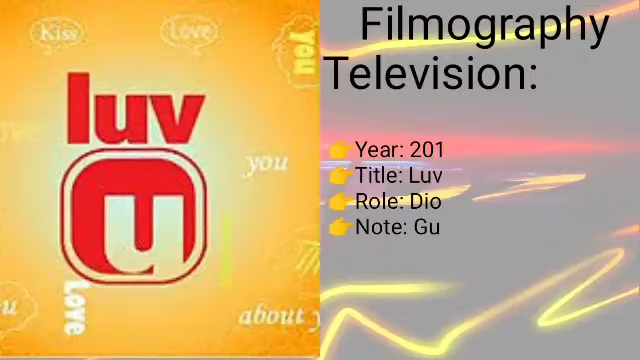 Kiss
Love
You
luv
u
you
Love
about y
u
Filmography
Television:
👉Year: 201
👉Title: Luv
👉Role: Dio
👉Note: Gu